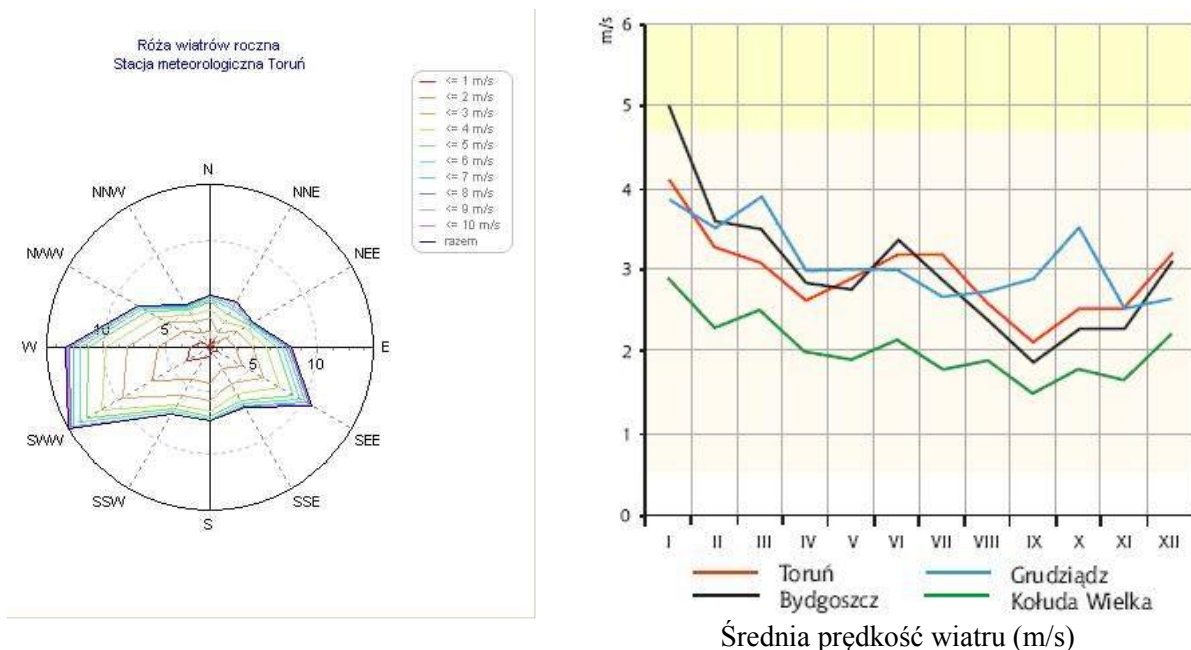 Róża wiatrów roczna
Stacja meteorologiczna Toruń
<= 1 m/s
<= 2 m/s
<= 3 m/s
<= 4 m/s
<= 5 m/s
<= 6 m/s
<= 7 m/s
<= 8 m/s
<= 9 m/s
<= 10 m/s
razem
N
NNW NNE
NWW NEE
10 5
W E
5 10
SWW SEE
SSW SSE
S
m/s
6
5
4
3
2
1
0
I II III IV V VI VII VIII IX X XI XII
Toruń Grudziądz
Bydgoszcz Kołuda Wielka
Średnia prędkość wiatru (m/s)